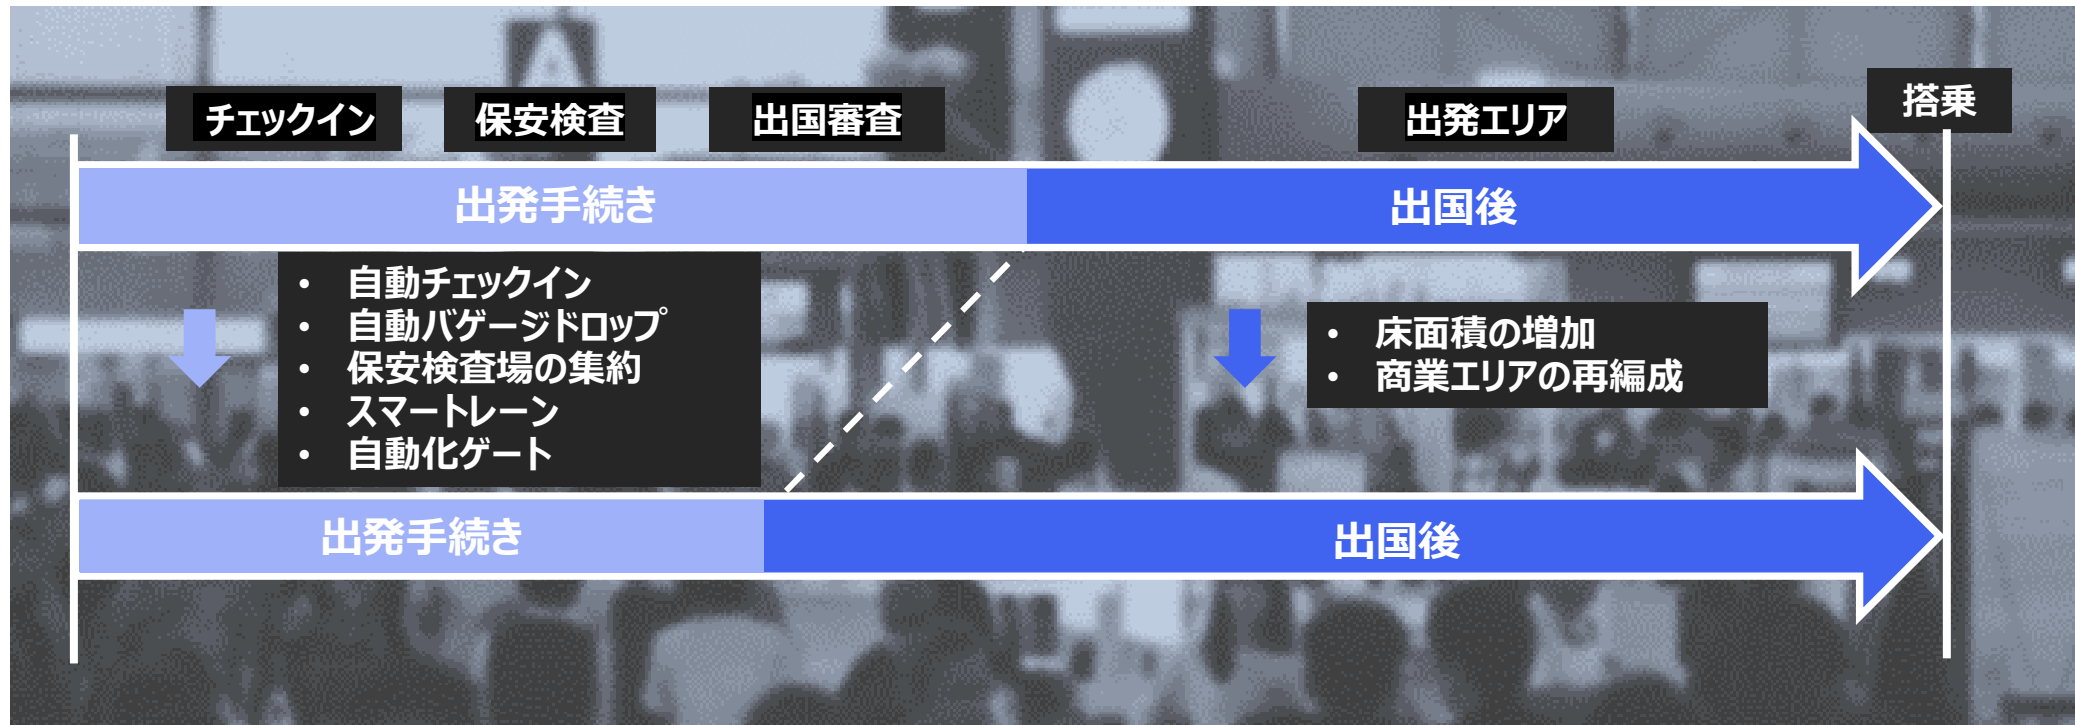 チェックイン
保安検査
出国審査
出発エリア
搭乗
出発手続き
出国後
• 自動チェックイン
• 自動バゲージドロップ
• 保安検査場の集約
• スマートレーン
• 自動化ゲート
• 床面積の増加
• 商業エリアの再編成
出発手続き
出国後